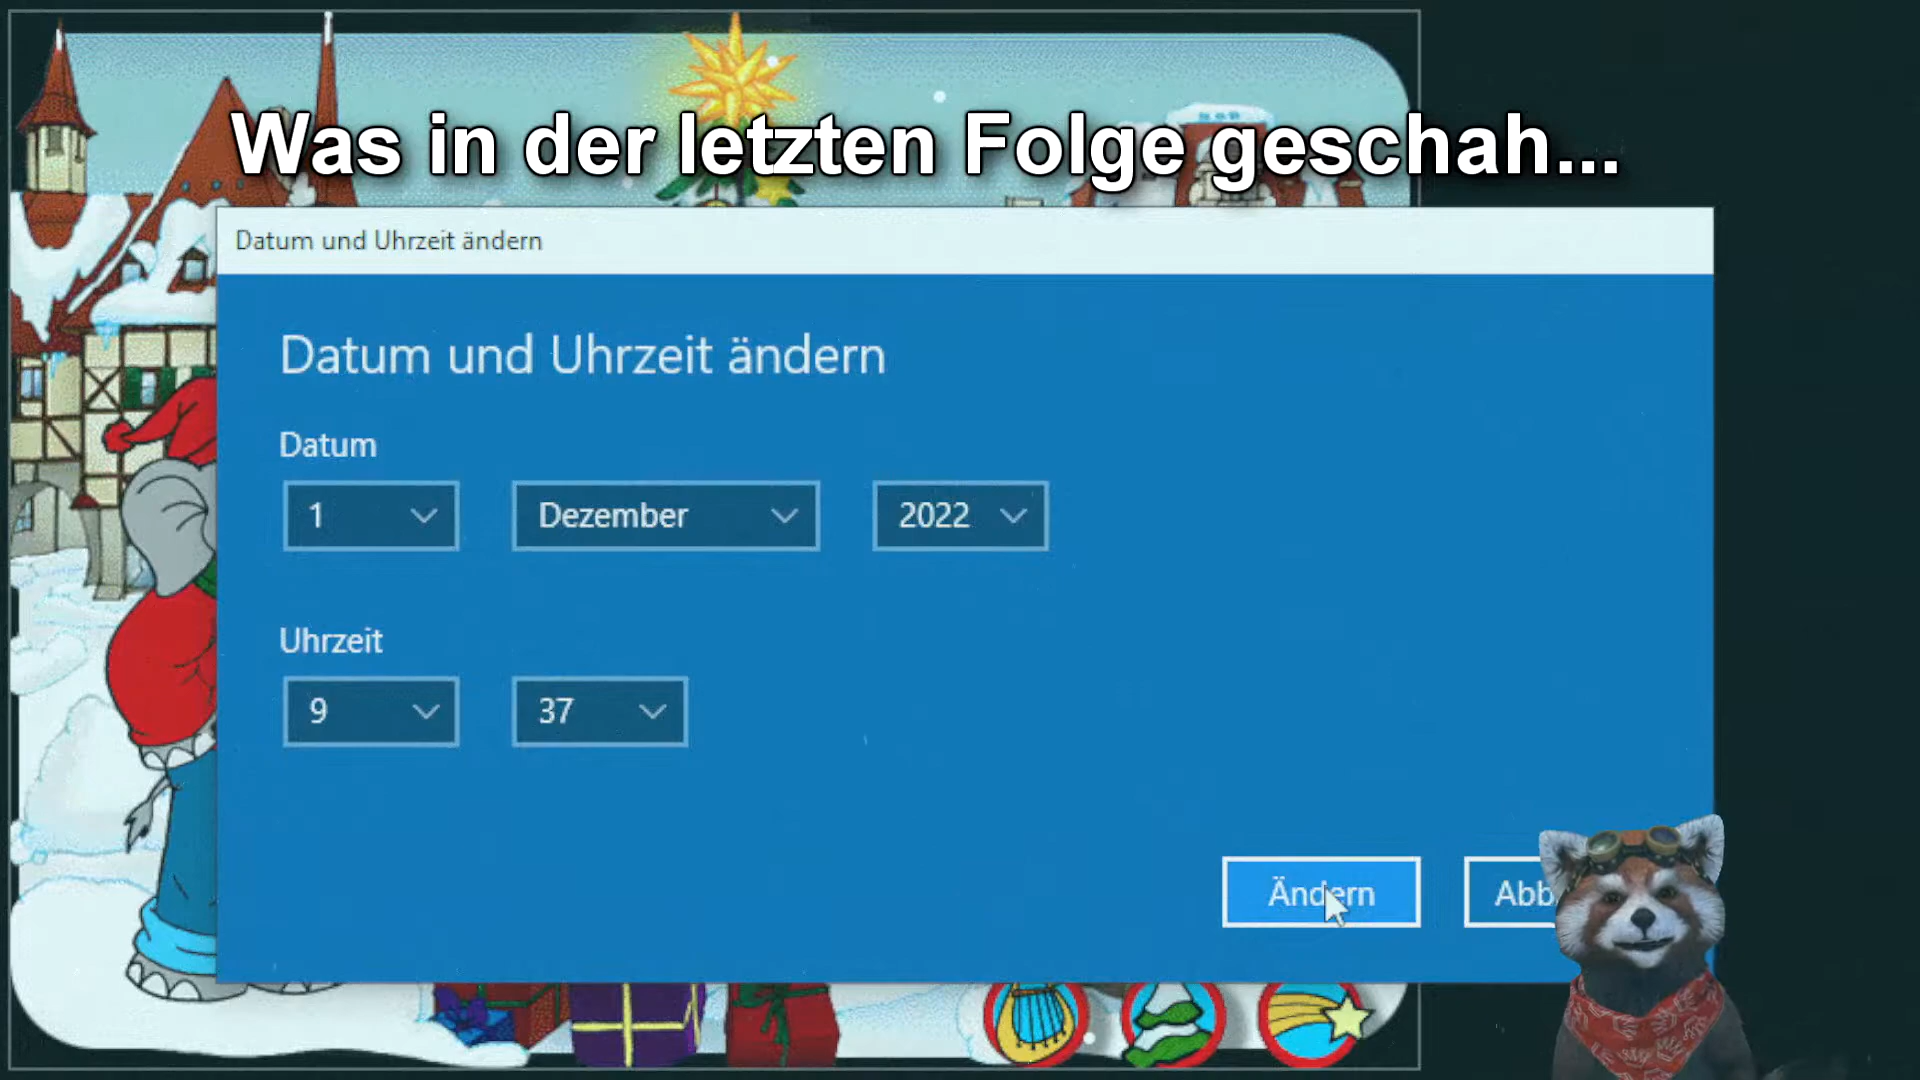 Was in der letzten Folge geschah...
Datum und Uhrzeit ändern
Datum und Uhrzeit ändern
Datum
1 Dezember 2022
Uhrzeit
9 37
Ändern Abb